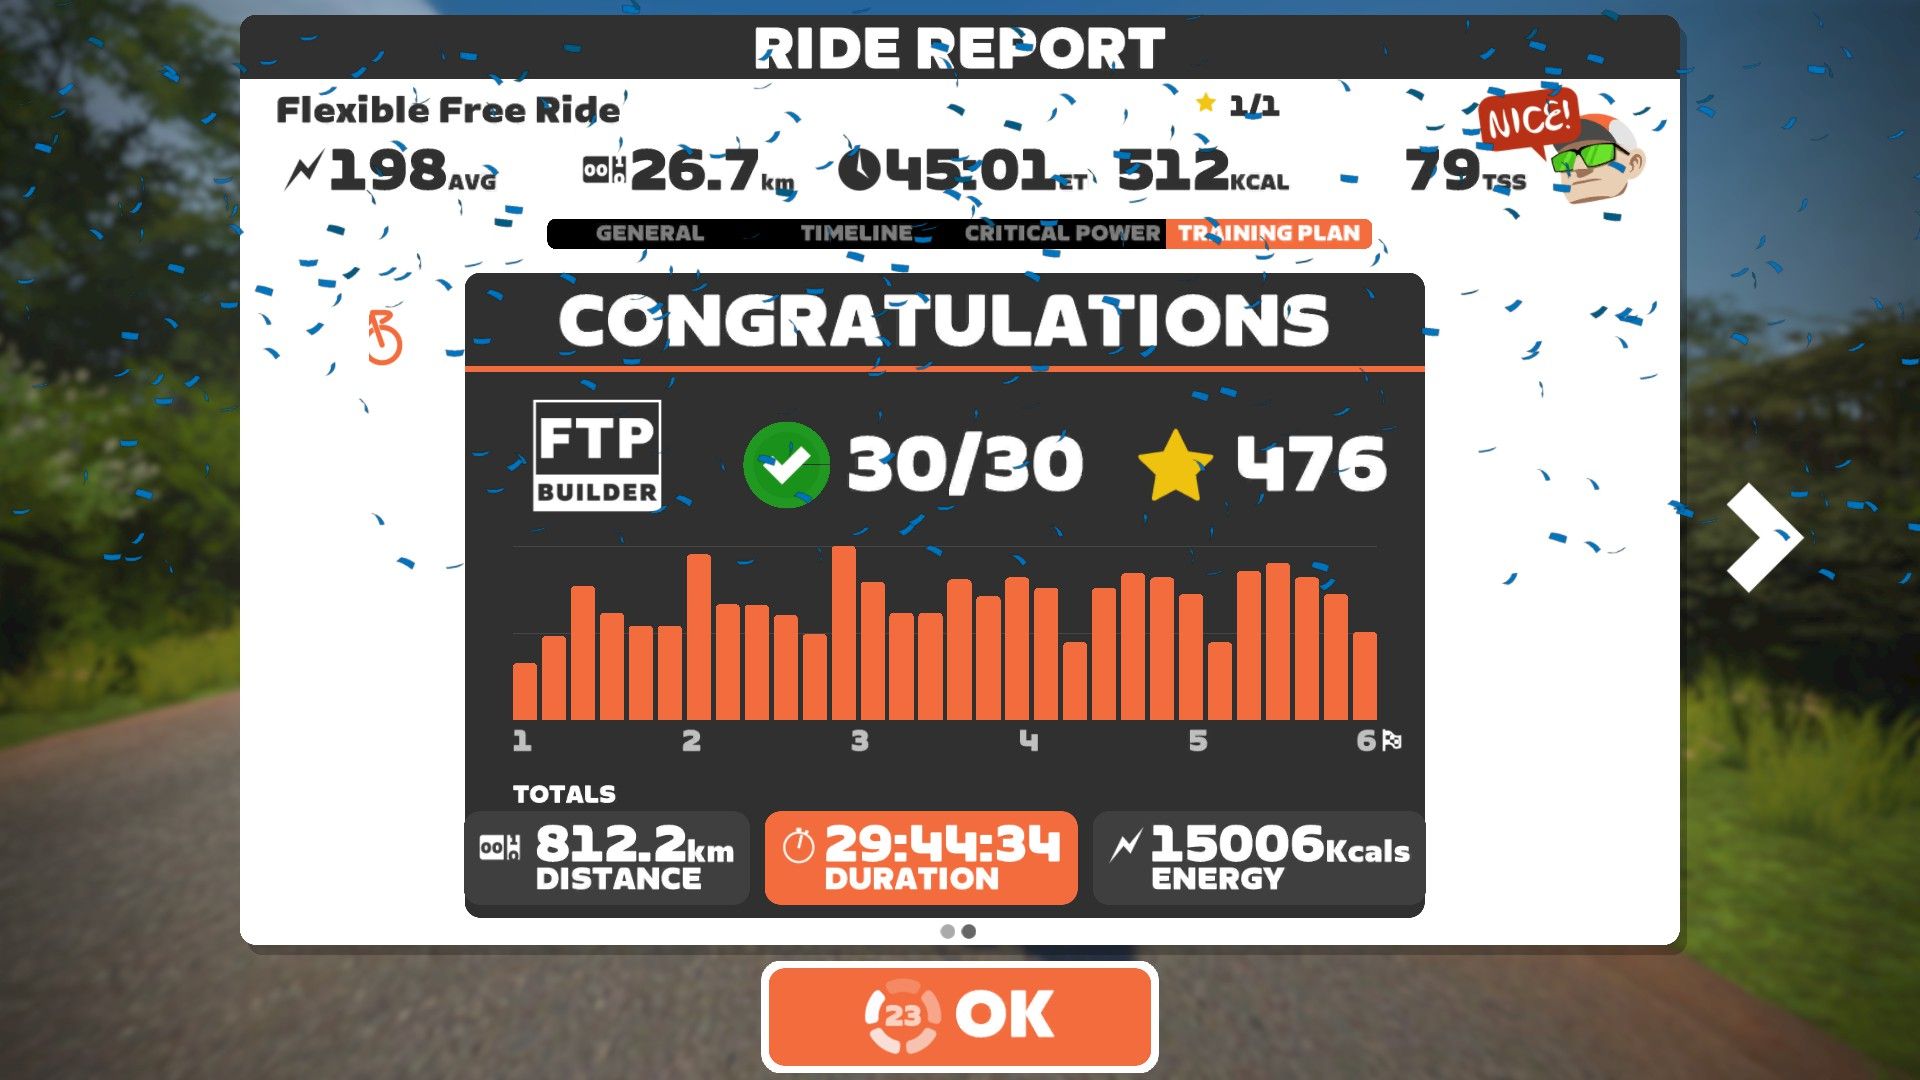 RIDE REPORT
Flexible Free Ride
1/1
NICE!
198AVG
26.7km
45:01ET
512KCAL
79TSS
GENERAL TIMELINE CRITICAL POWER TRAINING PLAN
CONGRATULATIONS
FTP
BUILDER
30/30
476
1 2 3 4 5 6
TOTALS
812.2km
DISTANCE
29:44:34
DURATION
15006Kcals
ENERGY
23 OK